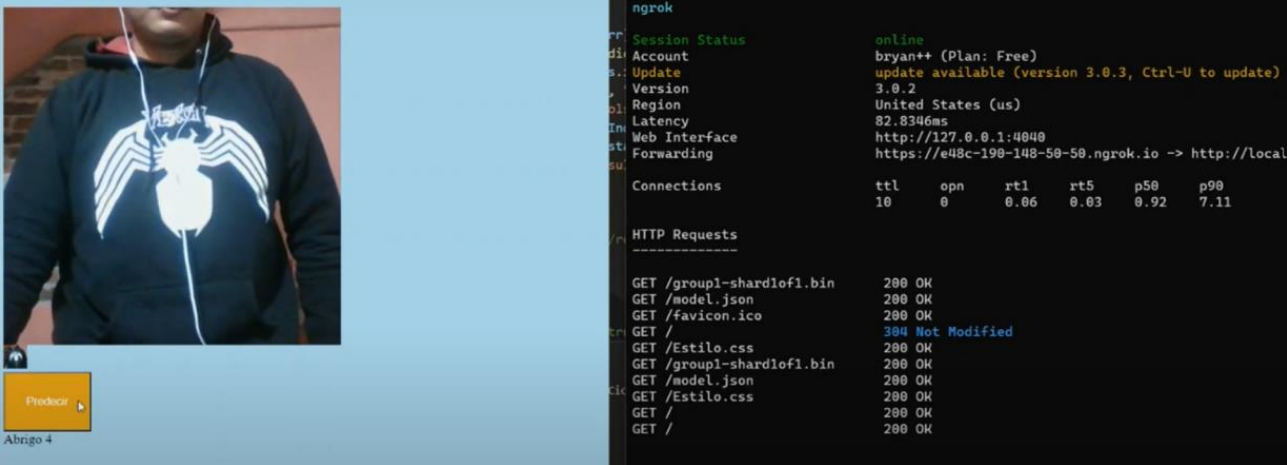 ngrok
Session Status online
Account bryan++ (Plan: Free)
Update update available (version 3.0.3, Ctrl-U to update)
Version 3.0.2
Region United States (us)
Latency 82.8346ms
Web Interface http://127.0.0.1:4040
Forwarding https://e48c-190-148-50-50.ngrok.io -> http://local
Connections ttl opn rt1 rt5 p50 p90
10 0 0.06 0.03 0.92 7.11
HTTP Requests
-------------
GET /group1-shard1of1.bin 200 OK
GET /model.json 200 OK
GET /favicon.ico 200 OK
GET / 304 Not Modified
GET /Estilo.css 200 OK
GET /group1-shard1of1.bin 200 OK
GET /model.json 200 OK
GET /Estilo.css 200 OK
GET / 200 OK
GET / 200 OK
Predecir
Abrigo 4